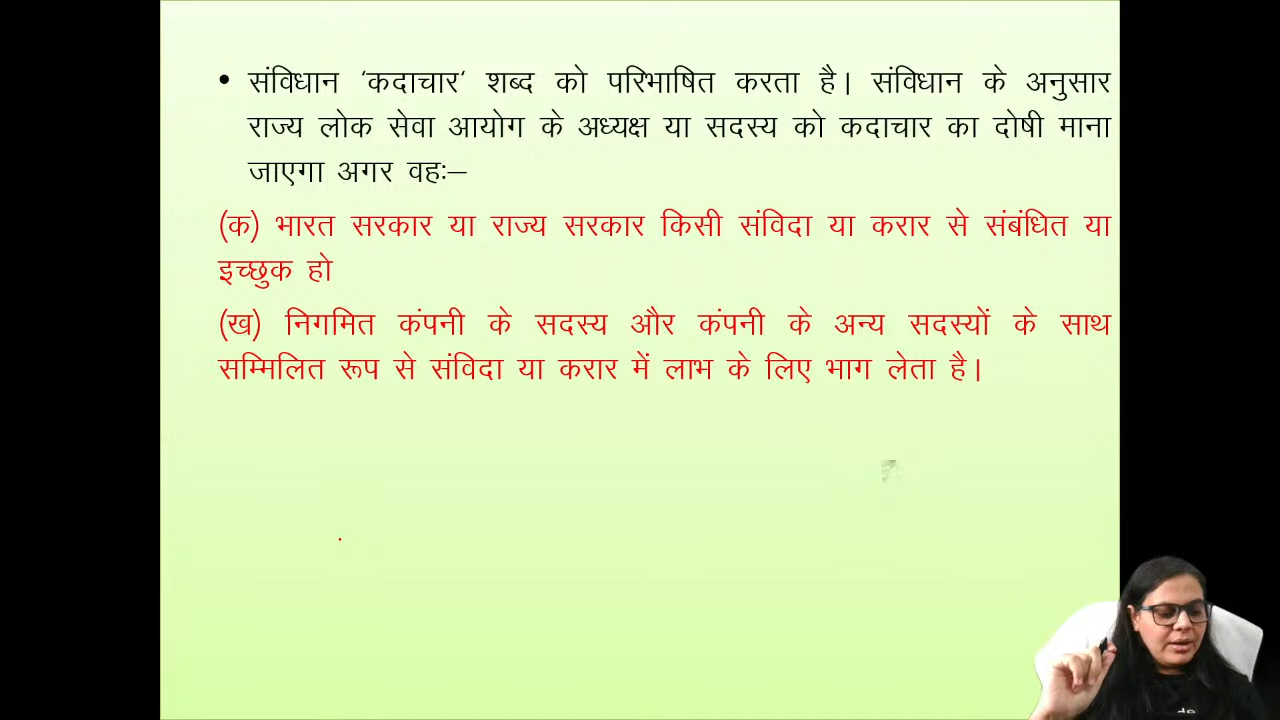 • संविधान ‘कदाचार’ शब्द को परिभाषित करता है। संविधान के अनुसार
राज्य लोक सेवा आयोग के अध्यक्ष या सदस्य को कदाचार का दोषी माना
जाएगा अगर वहः–
(क) भारत सरकार या राज्य सरकार किसी संविदा या करार से संबंधित या
इच्छुक हो
(ख) निगमित कंपनी के सदस्य और कंपनी के अन्य सदस्यों के साथ
सम्मिलित रूप से संविदा या करार में लाभ के लिए भाग लेता है।